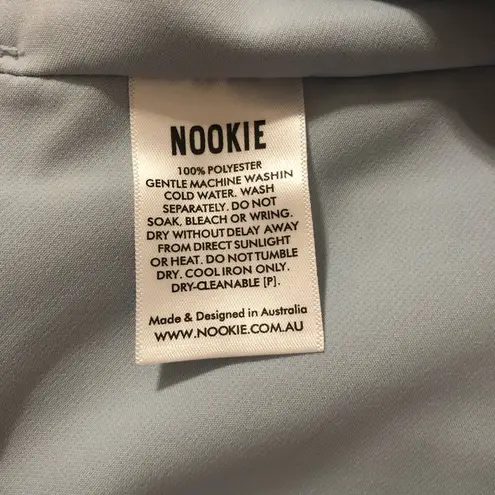 NOOKIE
100% POLYESTER
GENTLE MACHINE WASHIN
COLD WATER. WASH
SEPARATELY. DO NOT
SOAK, BLEACH OR WRING.
DRY WITHOUT DELAY AWAY
FROM DIRECT SUNLIGHT
OR HEAT. DO NOT TUMBLE
DRY. COOL IRON ONLY.
DRY-CLEANABLE [P].
Made & Designed in Australia
WWW.NOOKIE.COM.AU